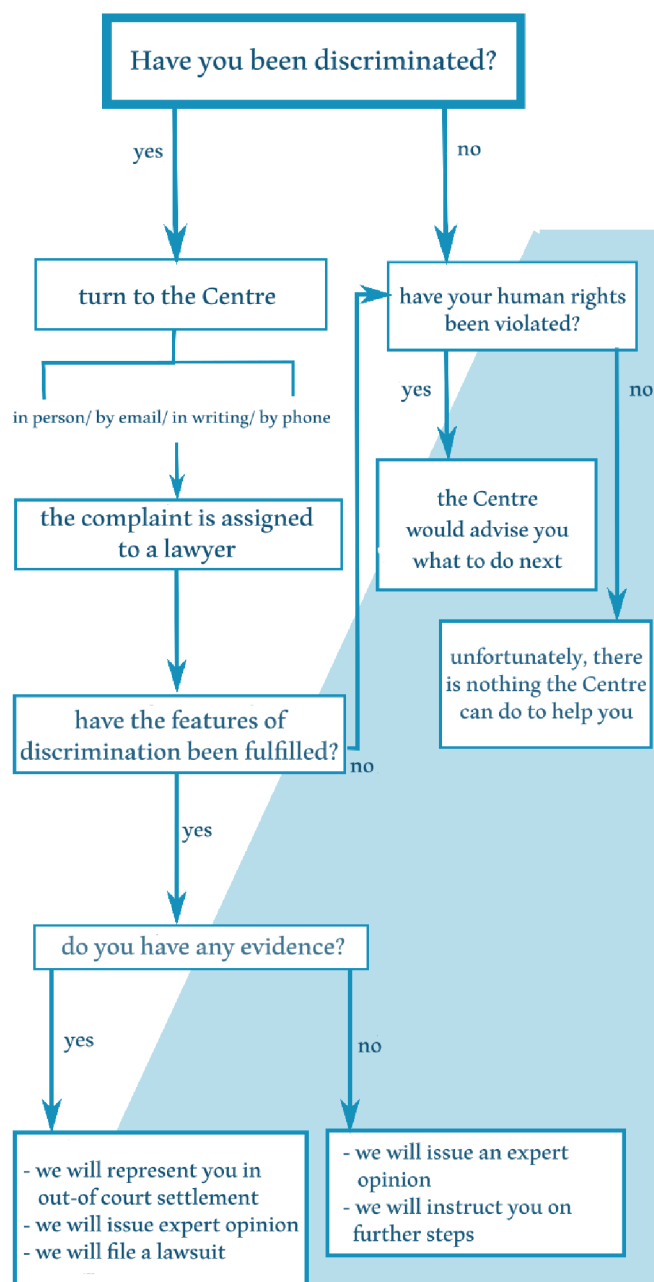 Have you been discriminated?
yes
no
turn to the Centre
have your human rights
been violated?
in person/ by email/ in writing/ by phone
yes
no
the complaint is assigned
to a lawyer
the Centre
would advise you
what to do next
unfortunately, there
is nothing the Centre
can do to help you
have the features of
discrimination been fulfilled?
no
yes
do you have any evidence?
yes
no
- we will represent you in
out-of court settlement
- we will issue expert opinion
- we will file a lawsuit
- we will issue an expert
opinion
- we will instruct you on
further steps